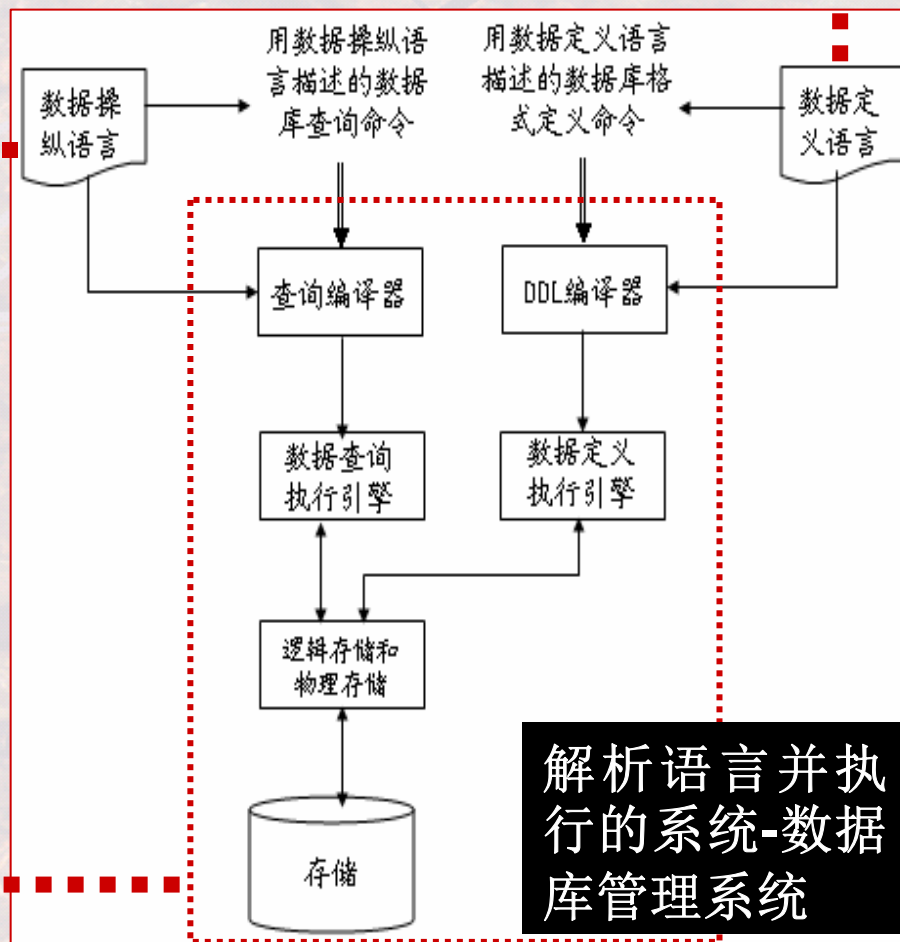 用数据操纵语
言描述的数据
库查询命令
用数据定义语言
描述的数据库格
式定义命令
数据操
纵语言
数据定
义语言
查询编译器
DDL编译器
数据查询
执行引擎
数据定义
执行引擎
逻辑存储和
物理存储
存储
解析语言并执
行的系统-数据
库管理系统